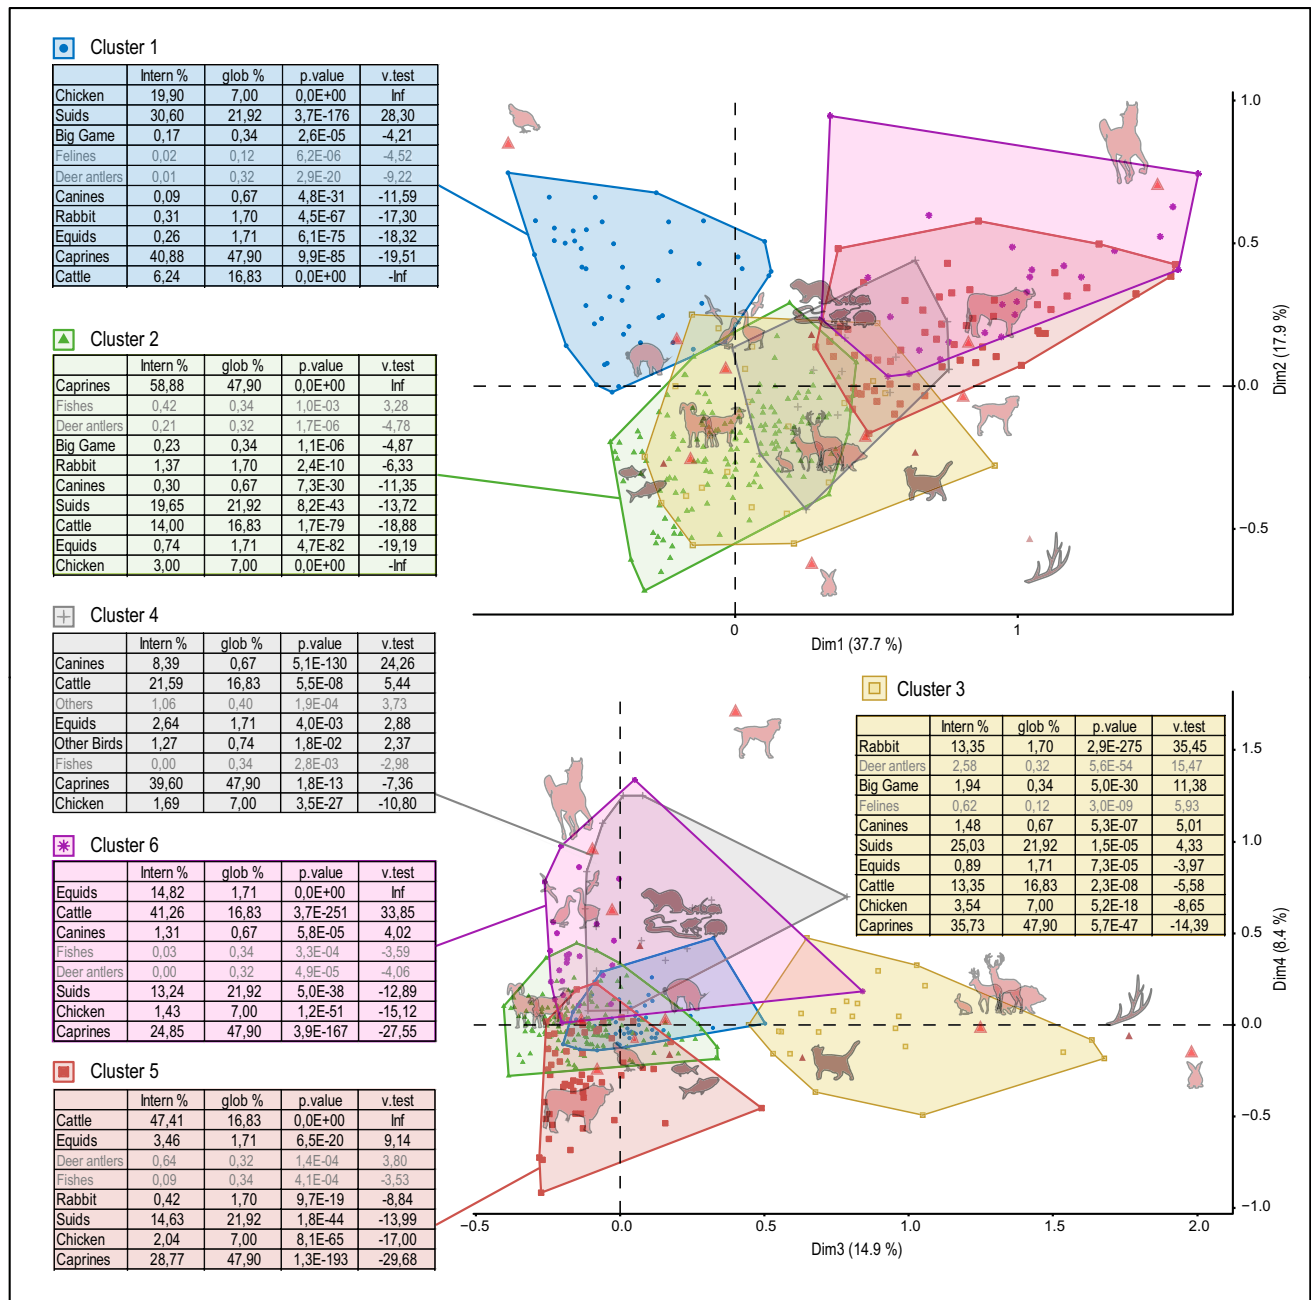 Cluster 1
Intern % glob % p.value v.test
Chicken 19,90 7,00 0,0E+00 Inf
Suids 30,60 21,92 3,7E-176 28,30
Big Game 0,17 0,34 2,6E-05 -4,21
Felines 0,02 0,12 6,2E-06 -4,52
Deer antlers 0,01 0,32 2,9E-20 -9,22
Canines 0,09 0,67 4,8E-31 -11,59
Rabbit 0,31 1,70 4,5E-67 -17,30
Equids 0,26 1,71 6,1E-75 -18,32
Caprines 40,88 47,90 9,9E-85 -19,51
Cattle 6,24 16,83 0,0E+00 -Inf
Cluster 2
Intern % glob % p.value v.test
Caprines 58,88 47,90 0,0E+00 Inf
Fishes 0,42 0,34 1,0E-03 3,28
Deer antlers 0,21 0,32 1,7E-06 -4,78
Big Game 0,23 0,34 1,1E-06 -4,87
Rabbit 1,37 1,70 2,4E-10 -6,33
Canines 0,30 0,67 7,3E-30 -11,35
Suids 19,65 21,92 8,2E-43 -13,72
Cattle 14,00 16,83 1,7E-79 -18,88
Equids 0,74 1,71 4,7E-82 -19,19
Chicken 3,00 7,00 0,0E+00 -Inf
1.0
0.5
0.0
−0.5
Dim2 (17.9 %)
0 1
Dim1 (37.7 %)
Cluster 4
Intern % glob % p.value v.test
Canines 8,39 0,67 5,1E-130 24,26
Cattle 21,59 16,83 5,5E-08 5,44
Others 1,06 0,40 1,9E-04 3,73
Equids 2,64 1,71 4,0E-03 2,88
Other Birds 1,27 0,74 1,8E-02 2,37
Fishes 0,00 0,34 2,8E-03 -2,98
Caprines 39,60 47,90 1,8E-13 -7,36
Chicken 1,69 7,00 3,5E-27 -10,80
Cluster 6
Intern % glob % p.value v.test
Equids 14,82 1,71 0,0E+00 Inf
Cattle 41,26 16,83 3,7E-251 33,85
Canines 1,31 0,67 5,8E-05 4,02
Fishes 0,03 0,34 3,3E-04 -3,59
Deer antlers 0,00 0,32 4,9E-05 -4,06
Suids 13,24 21,92 5,0E-38 -12,89
Chicken 1,43 7,00 1,2E-51 -15,12
Caprines 24,85 47,90 3,9E-167 -27,55
Cluster 5
Intern % glob % p.value v.test
Cattle 47,41 16,83 0,0E+00 Inf
Equids 3,46 1,71 6,5E-20 9,14
Deer antlers 0,64 0,32 1,4E-04 3,80
Fishes 0,09 0,34 4,1E-04 -3,53
Rabbit 0,42 1,70 9,7E-19 -8,84
Suids 14,63 21,92 1,8E-44 -13,99
Chicken 2,04 7,00 8,1E-65 -17,00
Caprines 28,77 47,90 1,3E-193 -29,68
Cluster 3
Intern % glob % p.value v.test
Rabbit 13,35 1,70 2,9E-275 35,45
Deer antlers 2,58 0,32 5,6E-54 15,47
Big Game 1,94 0,34 5,0E-30 11,38
Felines 0,62 0,12 3,0E-09 5,93
Canines 1,48 0,67 5,3E-07 5,01
Suids 25,03 21,92 1,5E-05 4,33
Equids 0,89 1,71 7,3E-05 -3,97
Cattle 13,35 16,83 2,3E-08 -5,58
Chicken 3,54 7,00 5,2E-18 -8,65
Caprines 35,73 47,90 5,7E-47 -14,39
1.5
1.0
0.5
0.0
−0.5
−1.0
Dim4 (8.4 %)
−0.5 0.0 0.5 1.0 1.5 2.0
Dim3 (14.9 %)